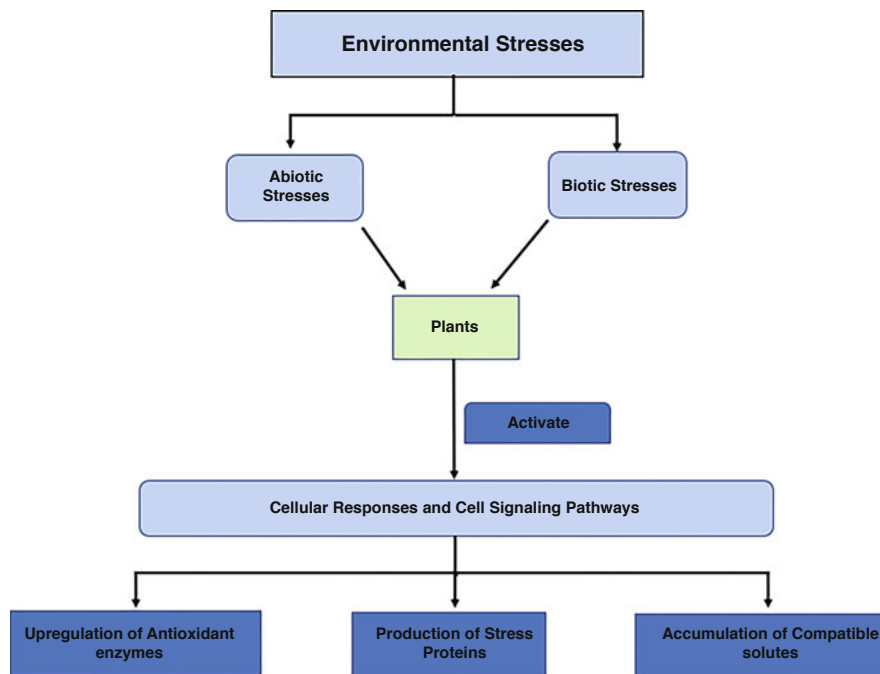 Environmental Stresses
Abiotic
Stresses
Biotic Stresses
Plants
Activate
Cellular Responses and Cell Signaling Pathways
Upregulation of Antioxidant
enzymes
Production of Stress
Proteins
Accumulation of Compatible
solutes